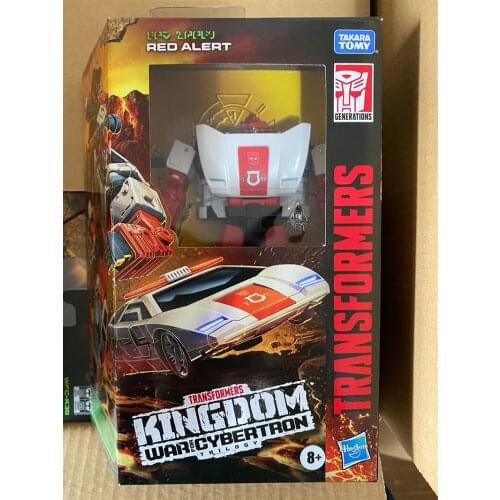 RED ALERT
TAKARA
TOMY
GENERATIONS
TRANSFORMERS
TRANSFORMERS
KINGDOM
WAR FOR CYBERTRON
TRILOGY
8+
Hasbro